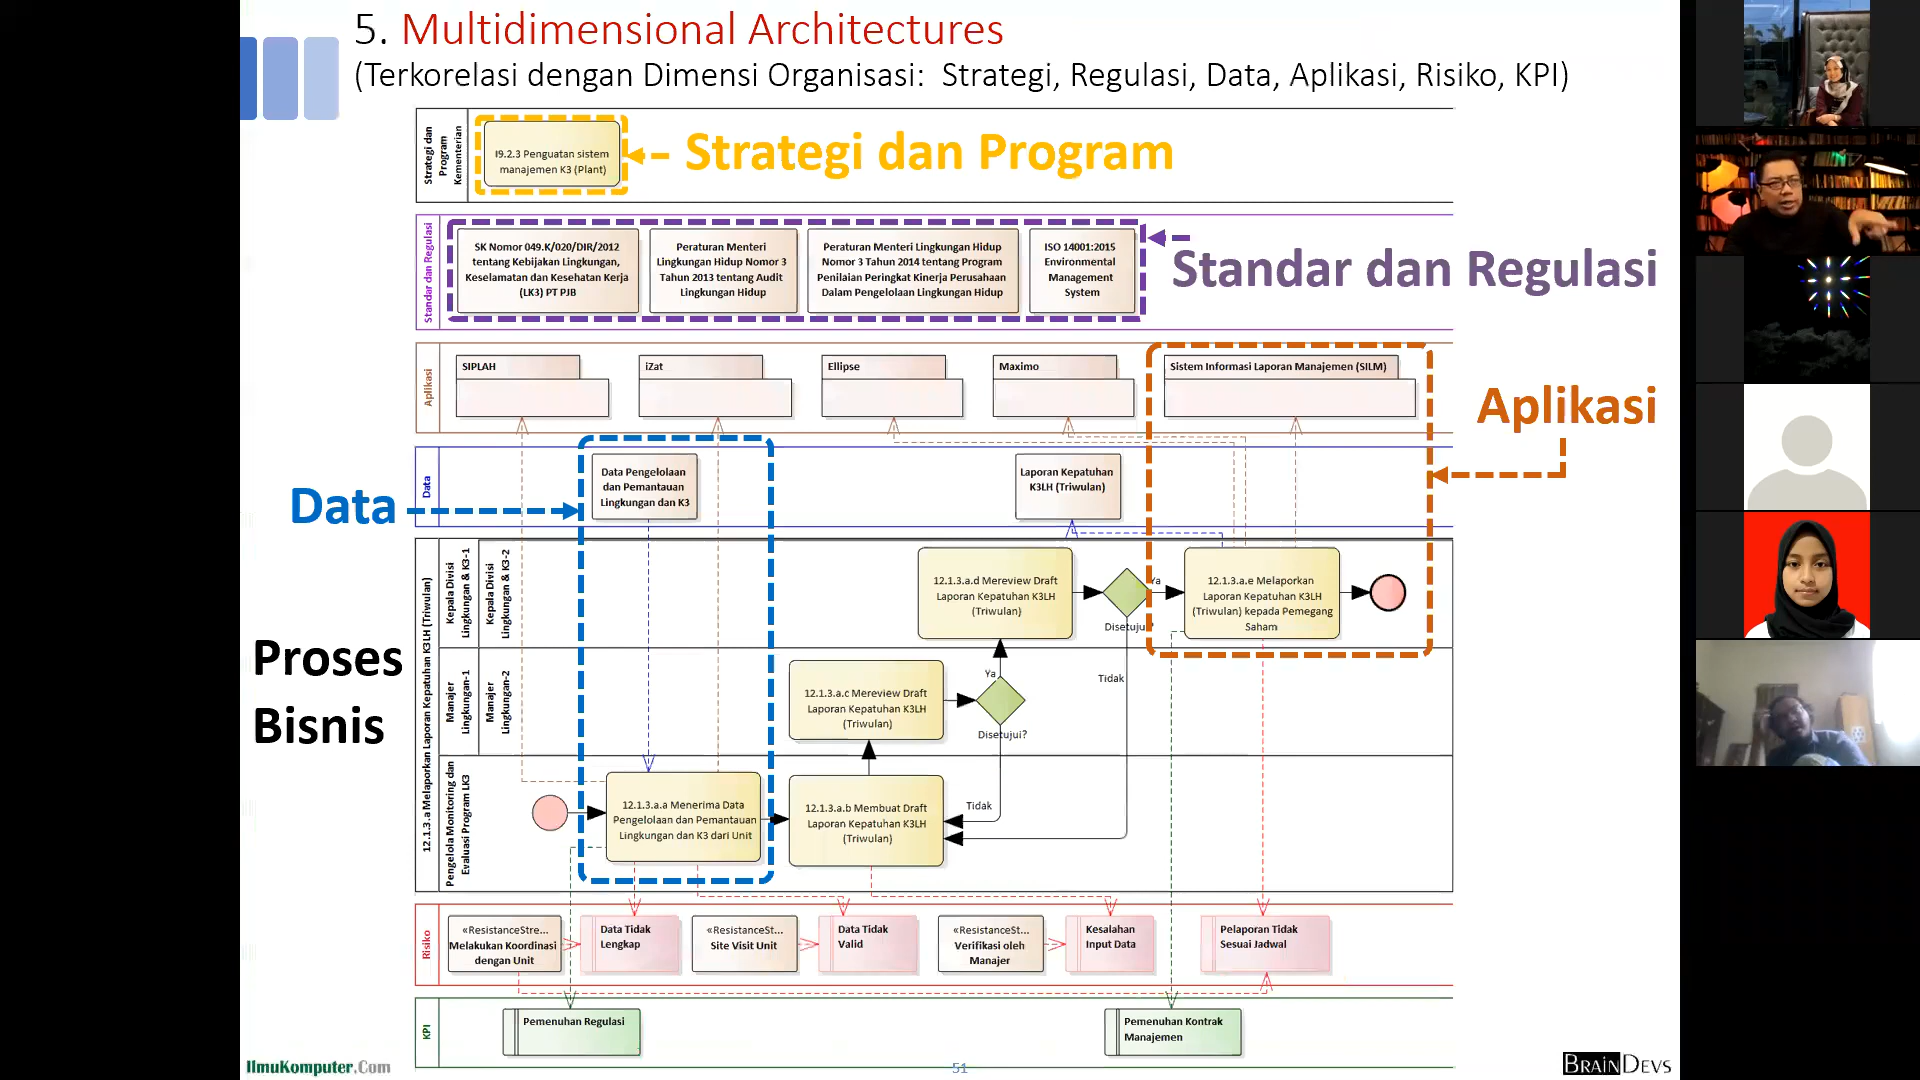 5. Multidimensional Architectures
(Terkorelasi dengan Dimensi Organisasi: Strategi, Regulasi, Data, Aplikasi, Risiko, KPI)
Strategi dan
Program
Kementerian
I9.2.3 Penguatan sistem
manajemen K3 (Plant)
Strategi dan Program
Standar dan Regulasi
SK Nomor 049.K/020/DIR/2012
tentang Kebijakan Lingkungan,
Keselamatan dan Kesehatan Kerja
(LK3) PT PJB
Peraturan Menteri
Lingkungan Hidup Nomor 3
Tahun 2013 tentang Audit
Lingkungan Hidup
Peraturan Menteri Lingkungan Hidup
Nomor 3 Tahun 2014 tentang Program
Penilaian Peringkat Kinerja Perusahaan
Dalam Pengelolaan Lingkungan Hidup
ISO 14001:2015
Environmental
Management
System
Standar dan Regulasi
Aplikasi
SIPLAH
iZat
Ellipse
Maximo
Sistem Informasi Laporan Manajemen (SILM)
Aplikasi
Data
Data
Data Pengelolaan
dan Pemantauan
Lingkungan dan K3
Laporan Kepatuhan
K3LH (Triwulan)
Proses
Bisnis
12.1.3.a Melaporkan Laporan Kepatuhan K3LH (Triwulan)
Kepala Divisi
Lingkungan & K3-1
Kepala Divisi
Lingkungan & K3-2
12.1.3.a.d Mereview Draft
Laporan Kepatuhan K3LH
(Triwulan)
Ya
Disetujui?
12.1.3.a.e Melaporkan
Laporan Kepatuhan K3LH
(Triwulan) kepada Pemegang
Saham
Manajer
Lingkungan-1
Manajer
Lingkungan-2
12.1.3.a.c Mereview Draft
Laporan Kepatuhan K3LH
(Triwulan)
Ya
Disetujui?
Tidak
Pengelola Monitoring dan
Evaluasi Program LK3
12.1.3.a.a Menerima Data
Pengelolaan dan Pemantauan
Lingkungan dan K3 dari Unit
12.1.3.a.b Membuat Draft
Laporan Kepatuhan K3LH
(Triwulan)
Tidak
Risiko
«ResistanceStre...
Melakukan Koordinasi
dengan Unit
Data Tidak
Lengkap
«ResistanceSt...
Site Visit Unit
Data Tidak
Valid
«ResistanceSt...
Verifikasi oleh
Manajer
Kesalahan
Input Data
Pelaporan Tidak
Sesuai Jadwal
KPI
Pemenuhan Regulasi
Pemenuhan Kontrak
Manajemen
IlmuKomputer.Com
51
BRAINDEVS